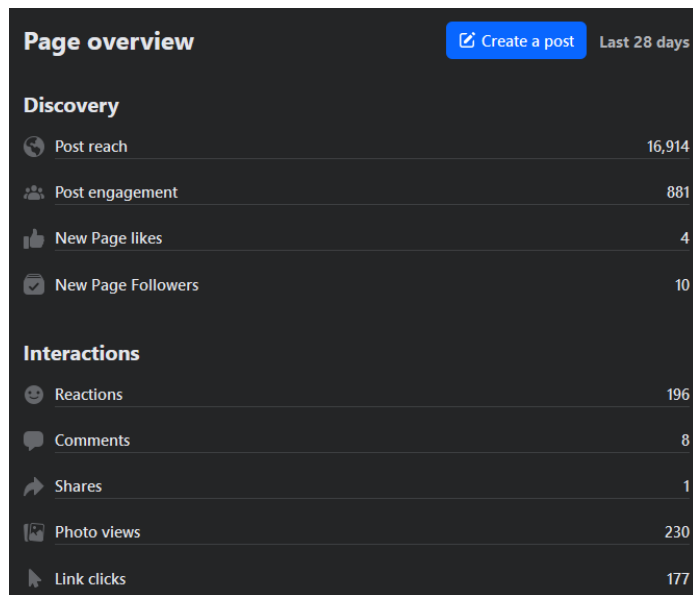 Page overview
Create a post
Last 28 days
Discovery
Post reach 16,914
Post engagement 881
New Page likes 4
New Page Followers 10
Interactions
Reactions 196
Comments 8
Shares 1
Photo views 230
Link clicks 177